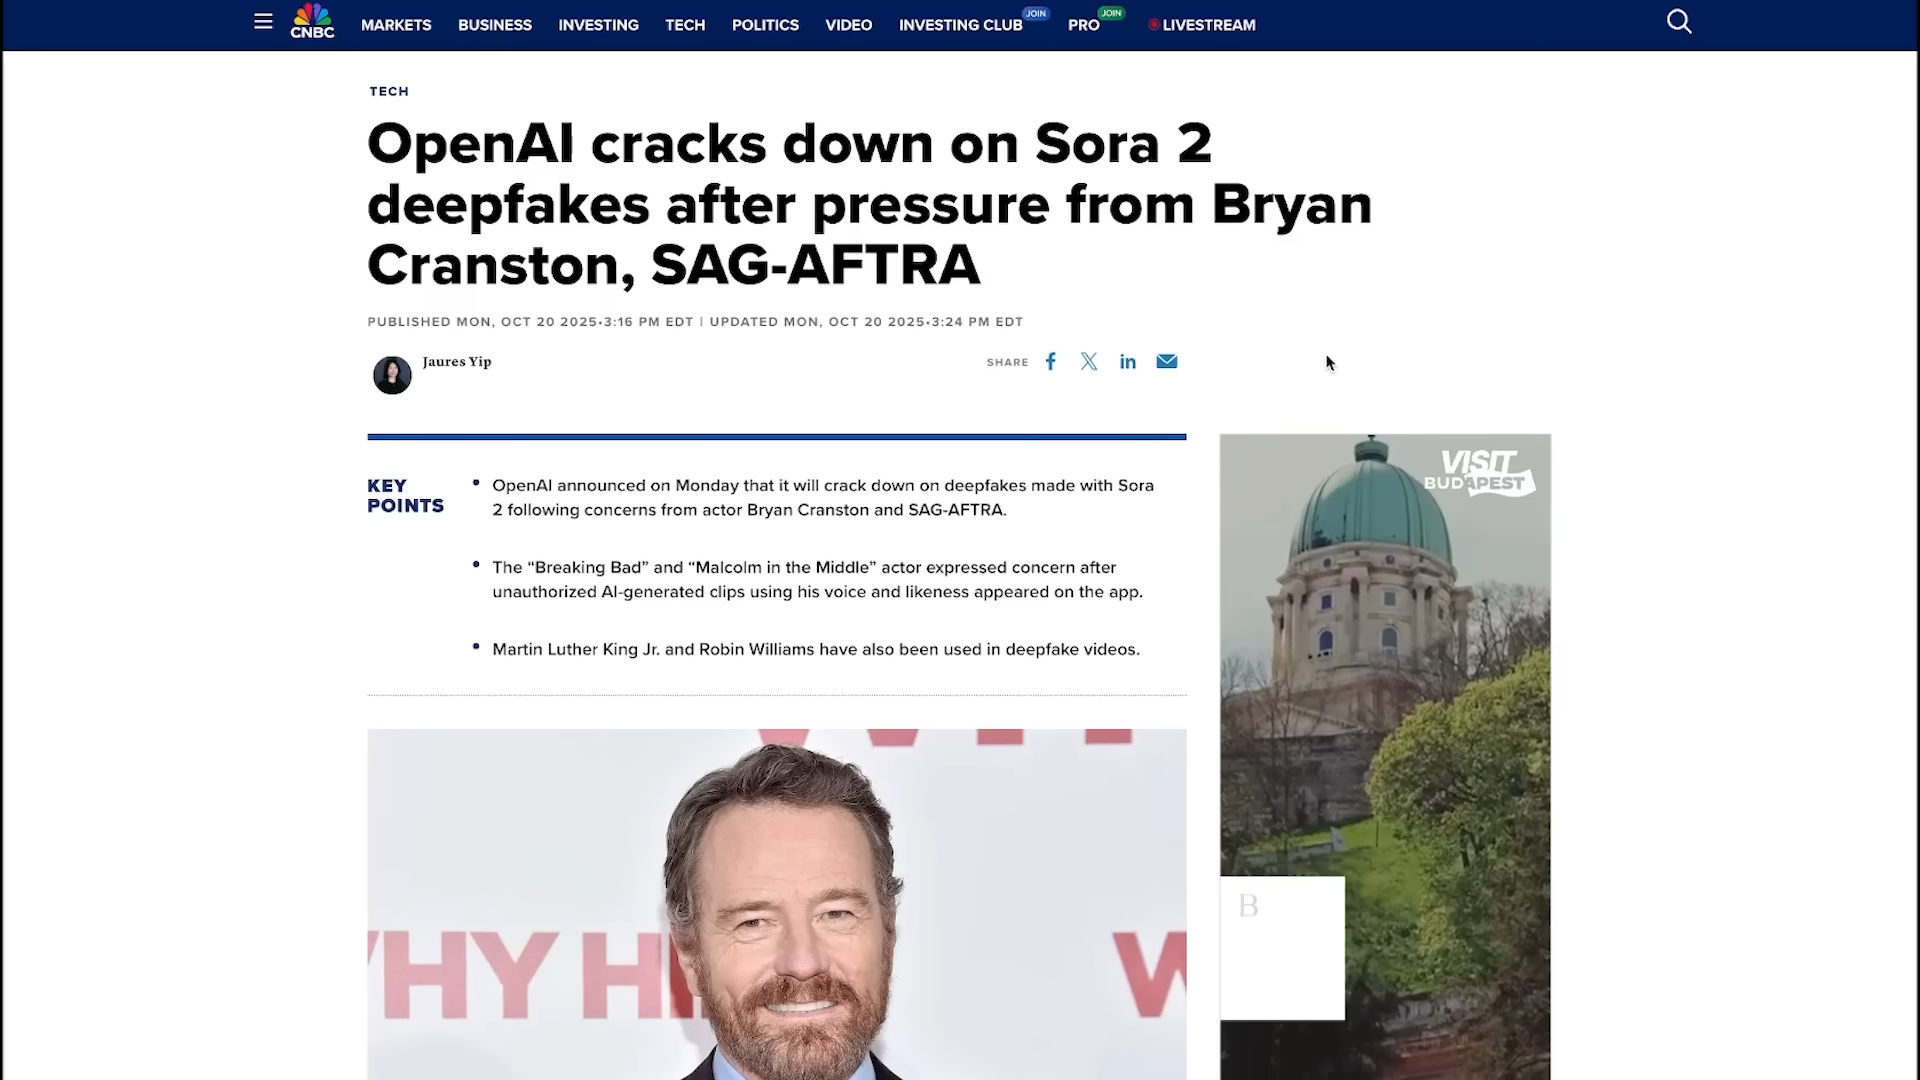 CNBC
MARKETS
BUSINESS
INVESTING
TECH
POLITICS
VIDEO
INVESTING CLUB
JOIN
PRO
JOIN
LIVESTREAM
TECH
OpenAI cracks down on Sora 2
deepfakes after pressure from Bryan
Cranston, SAG-AFTRA
PUBLISHED MON, OCT 20 2025•3:16 PM EDT | UPDATED MON, OCT 20 2025•3:24 PM EDT
Jaures Yip
SHARE
KEY
POINTS
• OpenAI announced on Monday that it will crack down on deepfakes made with Sora
2 following concerns from actor Bryan Cranston and SAG-AFTRA.
• The “Breaking Bad” and “Malcolm in the Middle” actor expressed concern after
unauthorized AI-generated clips using his voice and likeness appeared on the app.
• Martin Luther King Jr. and Robin Williams have also been used in deepfake videos.
VISIT
BUDAPEST
B
WH
WHY H
W